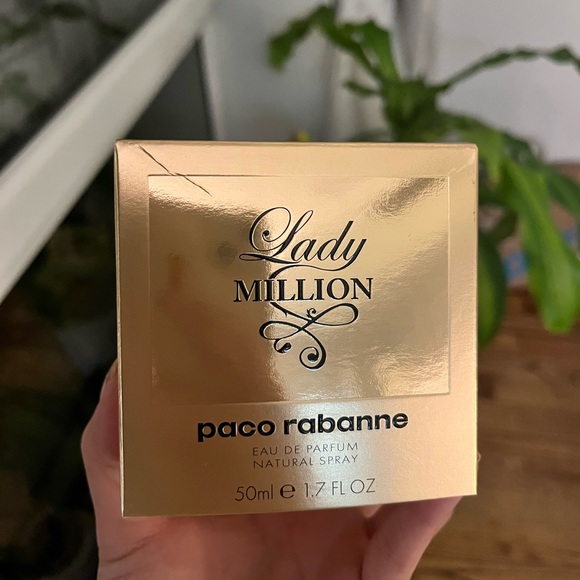 Lady
MILLION
paco rabanne
EAU DE PARFUM
NATURAL SPRAY
50ml e 1.7 FL OZ